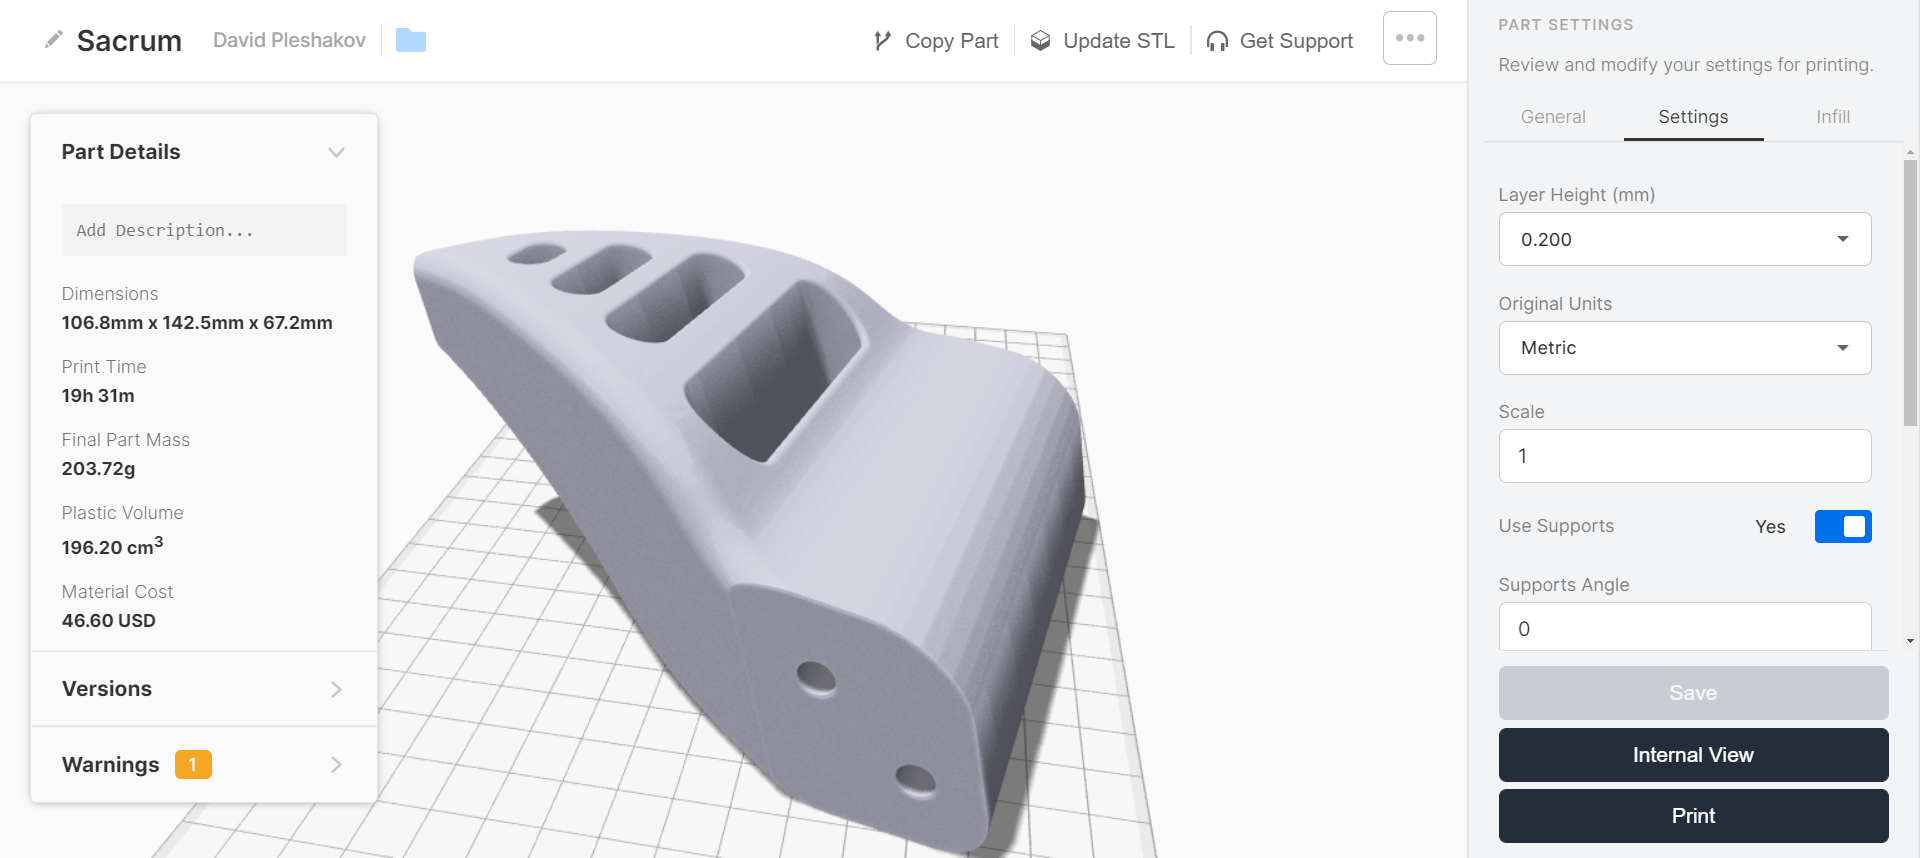 Sacrum
David Pleshakov
Copy Part
Update STL
Get Support
Part Details
Add Description...
Dimensions
106.8mm x 142.5mm x 67.2mm
Print Time
19h 31m
Final Part Mass
203.72g
Plastic Volume
196.20 cm³
Material Cost
46.60 USD
Versions
Warnings 1
PART SETTINGS
Review and modify your settings for printing.
General Settings Infill
Layer Height (mm)
0.200
Original Units
Metric
Scale
1
Use Supports Yes
Supports Angle
0
Save
Internal View
Print